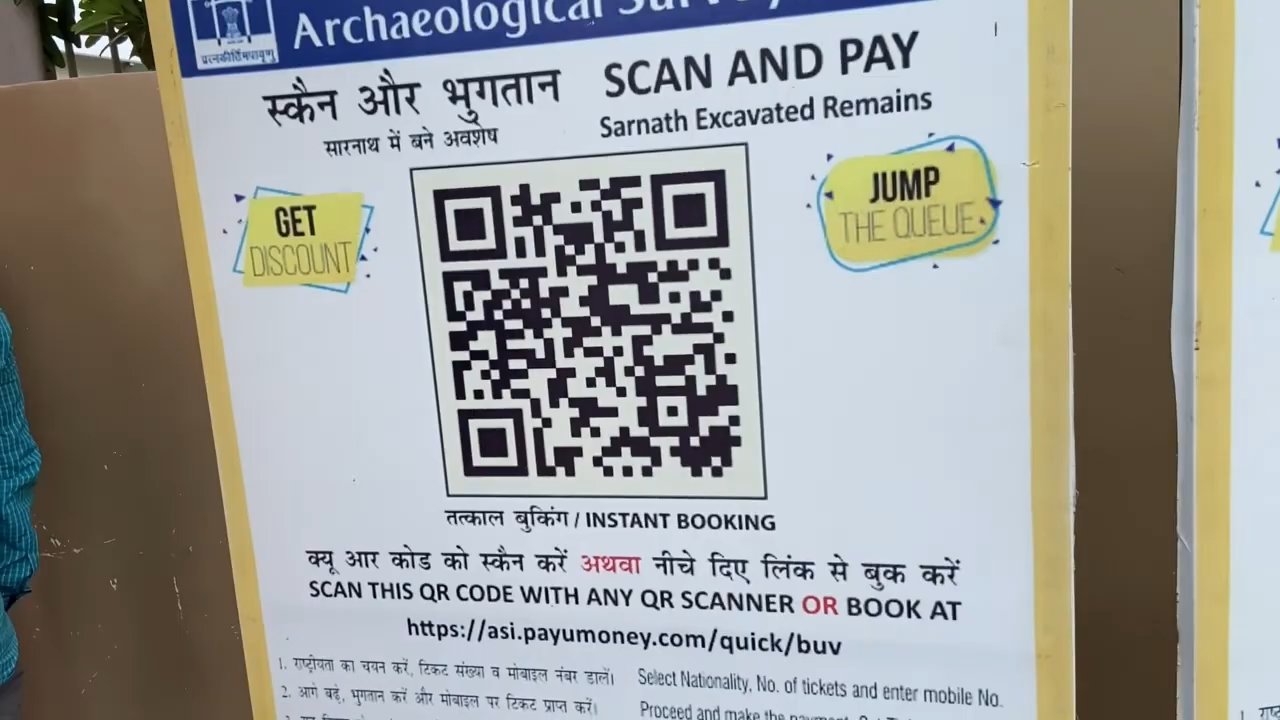 Archaeological Survey
प्रत्नकीर्तिमपावृणु
स्कैन और भुगतान
सारनाथ में बने अवशेष
SCAN AND PAY
Sarnath Excavated Remains
GET
DISCOUNT
JUMP
THE QUEUE
तत्काल बुकिंग / INSTANT BOOKING
क्यू आर कोड को स्कैन करें अथवा नीचे दिए लिंक से बुक करें
SCAN THIS QR CODE WITH ANY QR SCANNER OR BOOK AT
https://asi.payumoney.com/quick/buv
1. राष्ट्रीयता का चयन करें, टिकट संख्या व मोबाइल नंबर डालें।
Select Nationality, No. of tickets and enter mobile No.
2. आगे बढ़े, भुगतान करें और मोबाइल पर टिकट प्राप्त करें।
Proceed and make the